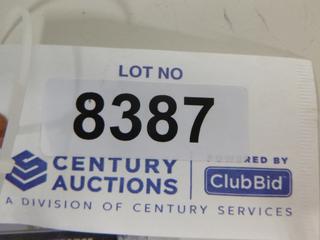 LOT NO
8387
CENTURY AUCTIONS
POWERED BY
ClubBid
A DIVISION OF CENTURY SERVICES